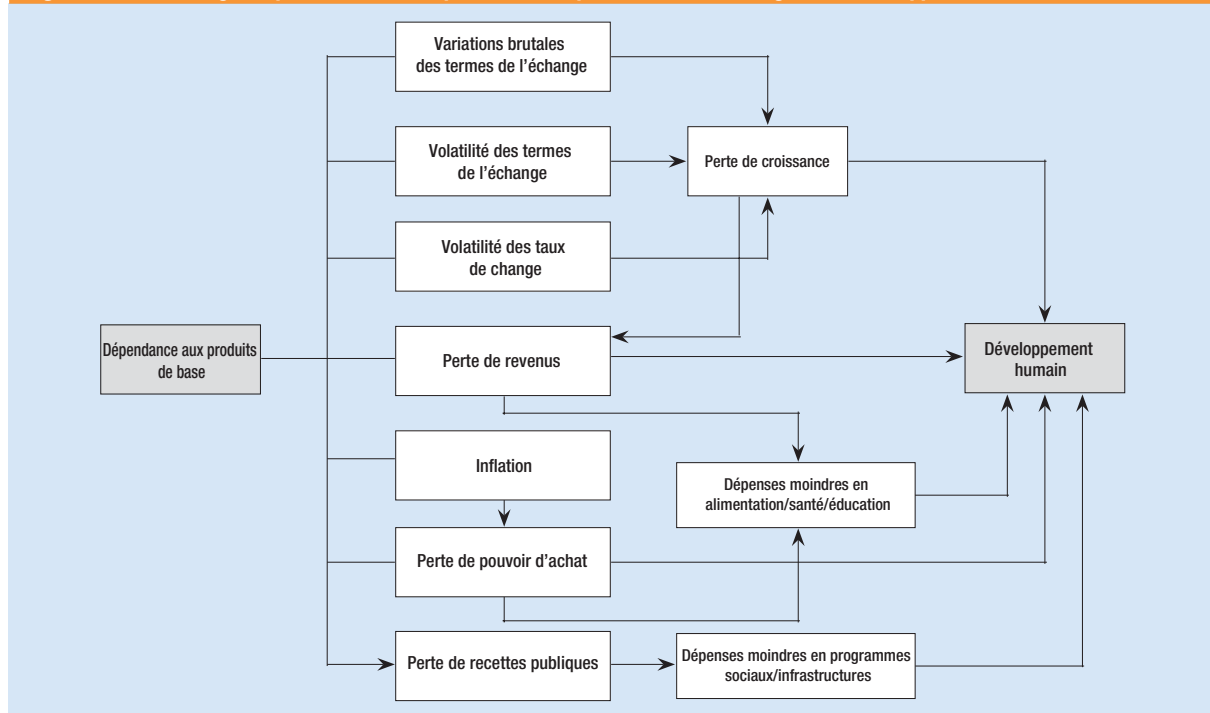 Variations brutales
des termes de l'échange
Volatilité des termes
de l'échange
Perte de croissance
Volatilité des taux
de change
Dépendance aux produits
de base
Perte de revenus
Développement
humain
Inflation
Dépenses moindres en
alimentation/santé/éducation
Perte de pouvoir d'achat
Perte de recettes publiques
Dépenses moindres en programmes
sociaux/infrastructures